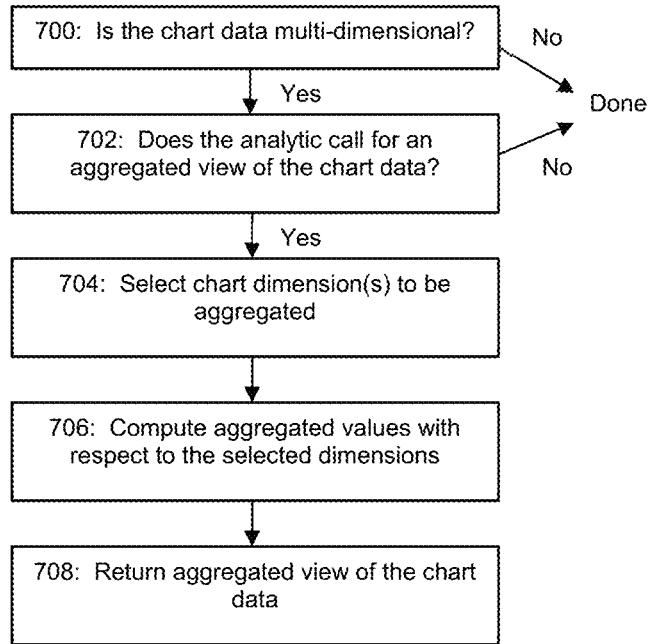 700: Is the chart data multi-dimensional?
No
Yes
Done
702: Does the analytic call for an
aggregated view of the chart data?
No
Yes
704: Select chart dimension(s) to be
aggregated
706: Compute aggregated values with
respect to the selected dimensions
708: Return aggregated view of the chart
data